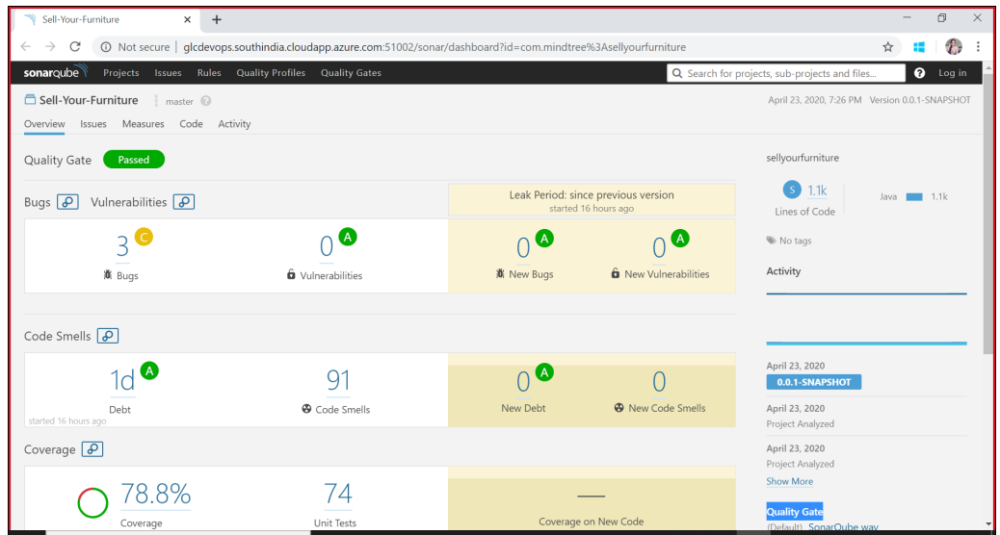 Sell-Your-Furniture
Not secure | glcdevops.southindia.cloudapp.azure.com:51002/sonar/dashboard?id=com.mindtree%3Asellyourfurniture
sonarqube Projects Issues Rules Quality Profiles Quality Gates Search for projects, sub-projects and files... ? Log in
Sell-Your-Furniture master ? April 23, 2020, 7:26 PM Version 0.0.1-SNAPSHOT
Overview Issues Measures Code Activity
Quality Gate Passed
Bugs Vulnerabilities
Leak Period: since previous version
started 16 hours ago
3 C 0 A 0 A 0 A
Bugs Vulnerabilities New Bugs New Vulnerabilities
Code Smells
1d A 91 0 A 0
Debt Code Smells New Debt New Code Smells
started 16 hours ago
Coverage
78.8% 74 —
Coverage Unit Tests Coverage on New Code
sellyourfurniture
S 1.1k Java 1.1k
Lines of Code
No tags
Activity
April 23, 2020
0.0.1-SNAPSHOT
April 23, 2020
Project Analyzed
April 23, 2020
Project Analyzed
Show More
Quality Gate
(Default) SonarQube way